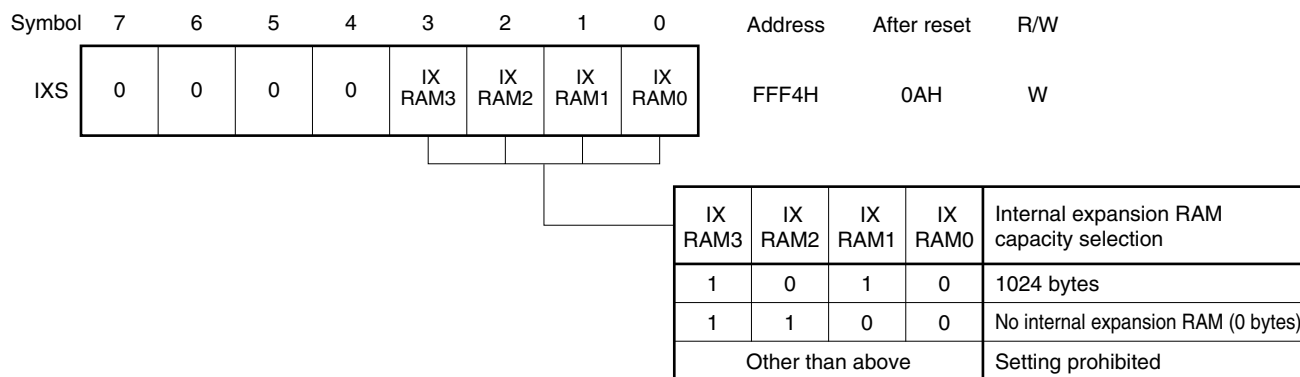 Symbol 7 6 5 4 3 2 1 0 Address After reset R/W
IXS 0 0 0 0 IX RAM3 IX RAM2 IX RAM1 IX RAM0 FFF4H 0AH W
IX RAM3 IX RAM2 IX RAM1 IX RAM0 Internal expansion RAM capacity selection
1 0 1 0 1024 bytes
1 1 0 0 No internal expansion RAM (0 bytes)
Other than above Setting prohibited